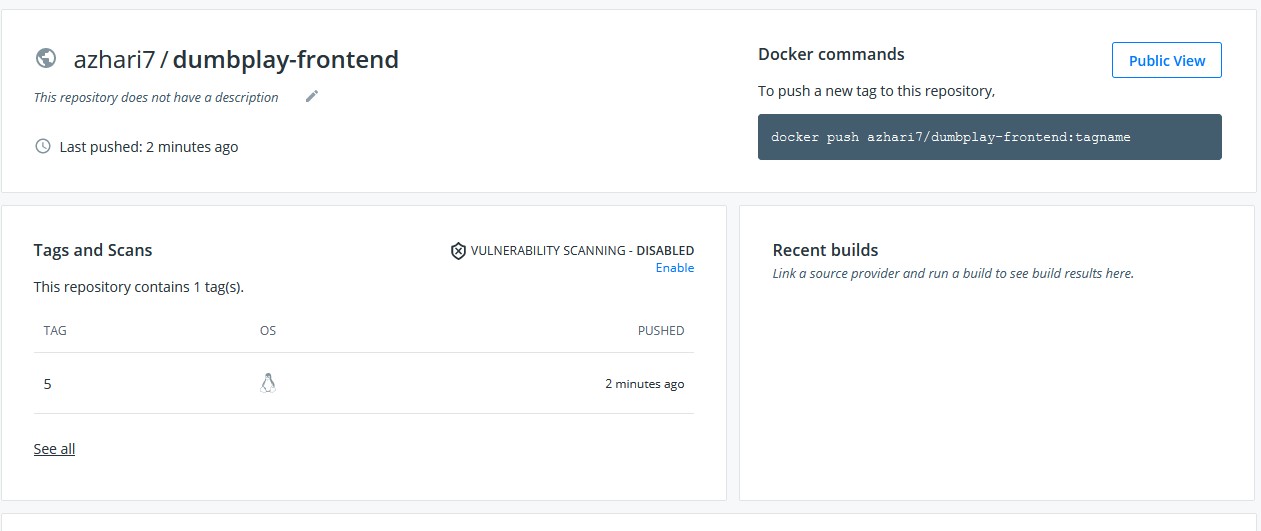 azhari7 / dumbplay-frontend
This repository does not have a description
Last pushed: 2 minutes ago
Docker commands
Public View
To push a new tag to this repository,
docker push azhari7/dumbplay-frontend:tagname
Tags and Scans
VULNERABILITY SCANNING - DISABLED
Enable
This repository contains 1 tag(s).
TAG OS PUSHED
5 2 minutes ago
See all
Recent builds
Link a source provider and run a build to see build results here.